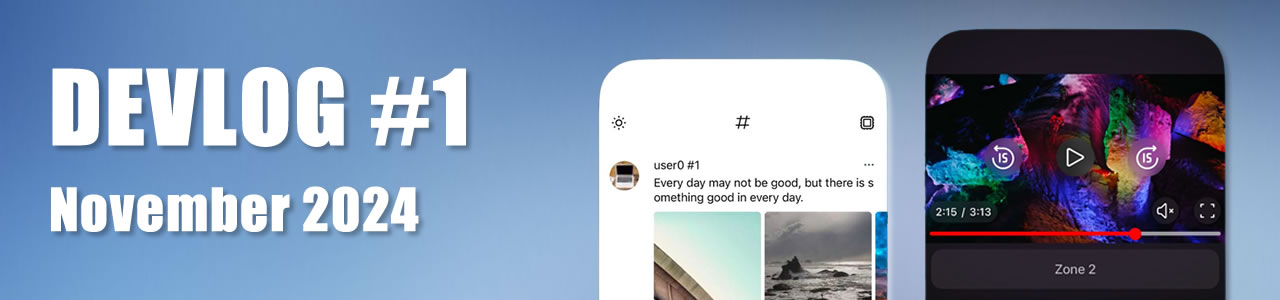 DEVLOG #1
November 2024
#
user0 #1
...
Every day may not be good, but there is s
omething good in every day.
15
15
2:15 / 3:13
Zone 2